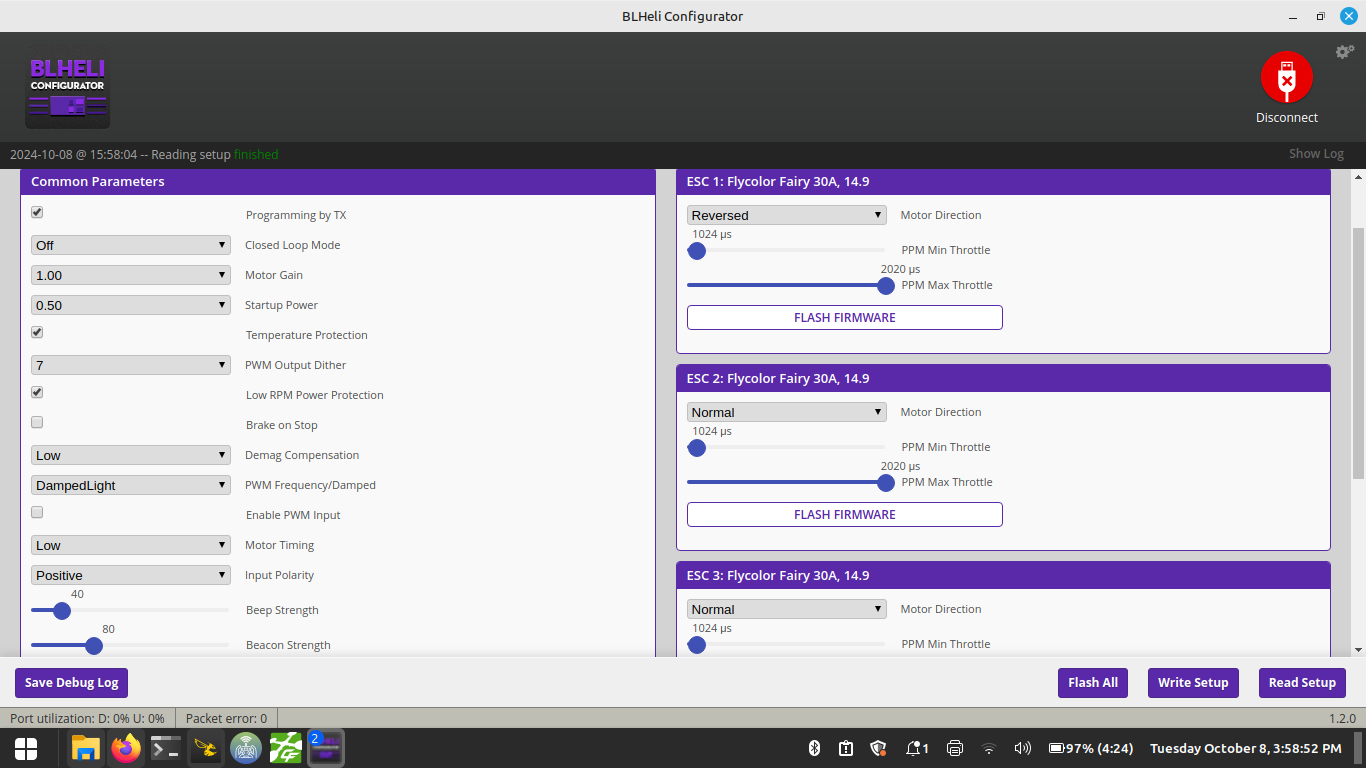 BLHeli Configurator
BLHELI
CONFIGURATOR
Disconnect
2024-10-08 @ 15:58:04 -- Reading setup finished
Show Log
Common Parameters
Programming by TX
Off Closed Loop Mode
1.00 Motor Gain
0.50 Startup Power
Temperature Protection
7 PWM Output Dither
Low RPM Power Protection
Brake on Stop
Low Demag Compensation
DampedLight PWM Frequency/Damped
Enable PWM Input
Low Motor Timing
Positive Input Polarity
40
Beep Strength
80
Beacon Strength
ESC 1: Flycolor Fairy 30A, 14.9
Reversed Motor Direction
1024 µs
PPM Min Throttle
2020 µs
PPM Max Throttle
FLASH FIRMWARE
ESC 2: Flycolor Fairy 30A, 14.9
Normal Motor Direction
1024 µs
PPM Min Throttle
2020 µs
PPM Max Throttle
FLASH FIRMWARE
ESC 3: Flycolor Fairy 30A, 14.9
Normal Motor Direction
1024 µs
PPM Min Throttle
Save Debug Log Flash All Write Setup Read Setup
Port utilization: D: 0% U: 0% Packet error: 0 1.2.0
2 1 97% (4:24) Tuesday October 8, 3:58:52 PM